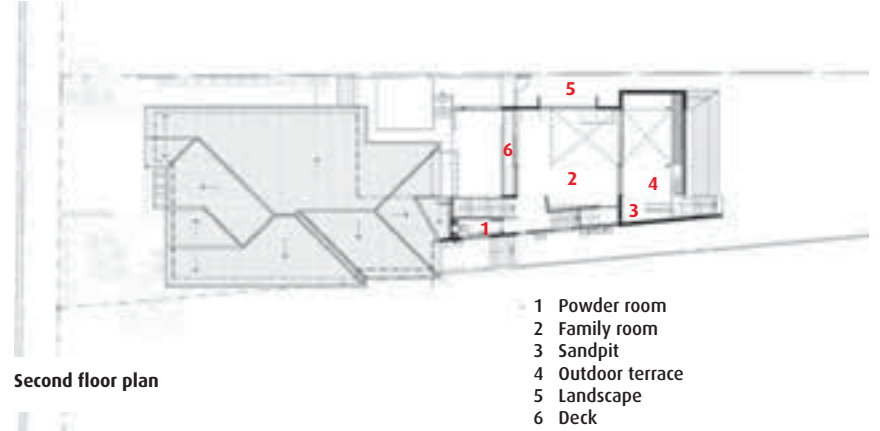 5
6
2
4
3
1
1 Powder room
2 Family room
3 Sandpit
4 Outdoor terrace
5 Landscape
6 Deck
Second floor plan